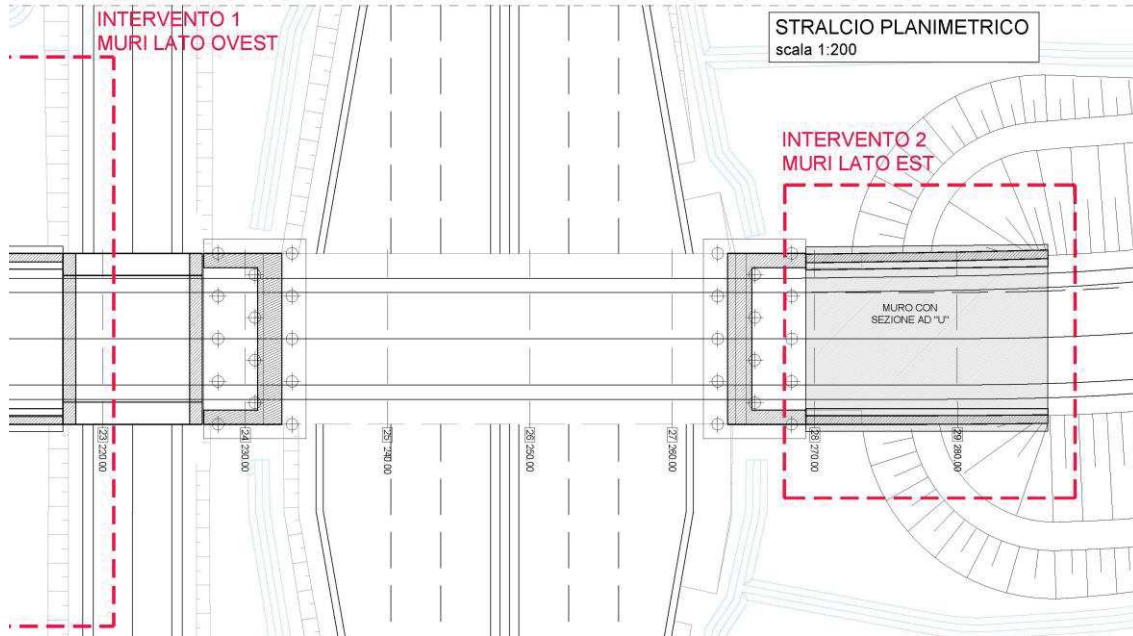 INTERVENTO 1
MURI LATO OVEST
STRALCIO PLANIMETRICO
scala 1:200
INTERVENTO 2
MURI LATO EST
MURO CON
SEZIONE AD "U"
23 220.00
24 230.00
25 240.00
26 250.00
27 260.00
28 270.00
29 280.00